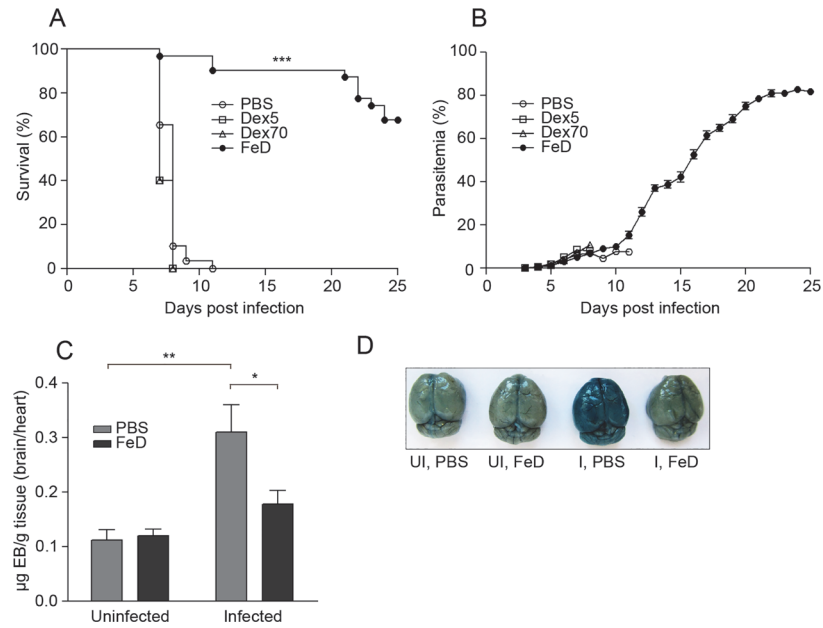 A
Survival (%)
100
80
60
40
20
0
***
PBS
Dex5
Dex70
FeD
0 5 10 15 20 25
Days post infection
B
Parasitemia (%)
100
80
60
40
20
0
PBS
Dex5
Dex70
FeD
0 5 10 15 20 25
Days post infection
C
µg EB/g tissue (brain/heart)
0.4
0.3
0.2
0.1
0.0
**
*
PBS
FeD
Uninfected Infected
D
UI, PBS UI, FeD I, PBS I, FeD